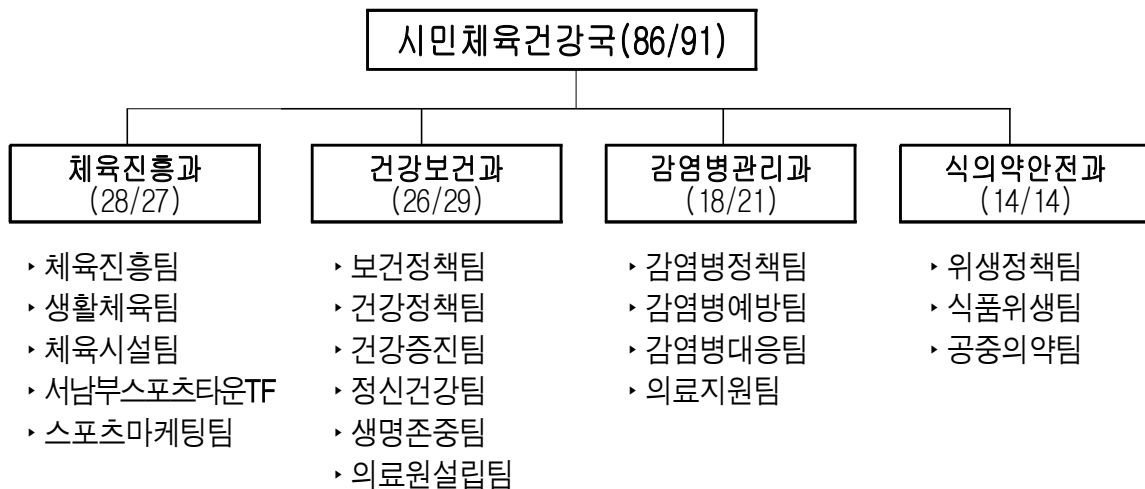 시민체육건강국(86/91)
체육진흥과
(28/27)
‣ 체육진흥팀
‣ 생활체육팀
‣ 체육시설팀
‣ 서남부스포츠타운TF
‣ 스포츠마케팅팀
건강보건과
(26/29)
‣ 보건정책팀
‣ 건강정책팀
‣ 건강증진팀
‣ 정신건강팀
‣ 생명존중팀
‣ 의료원설립팀
감염병관리과
(18/21)
‣ 감염병정책팀
‣ 감염병예방팀
‣ 감염병대응팀
‣ 의료지원팀
식의약안전과
(14/14)
‣ 위생정책팀
‣ 식품위생팀
‣ 공중의약팀